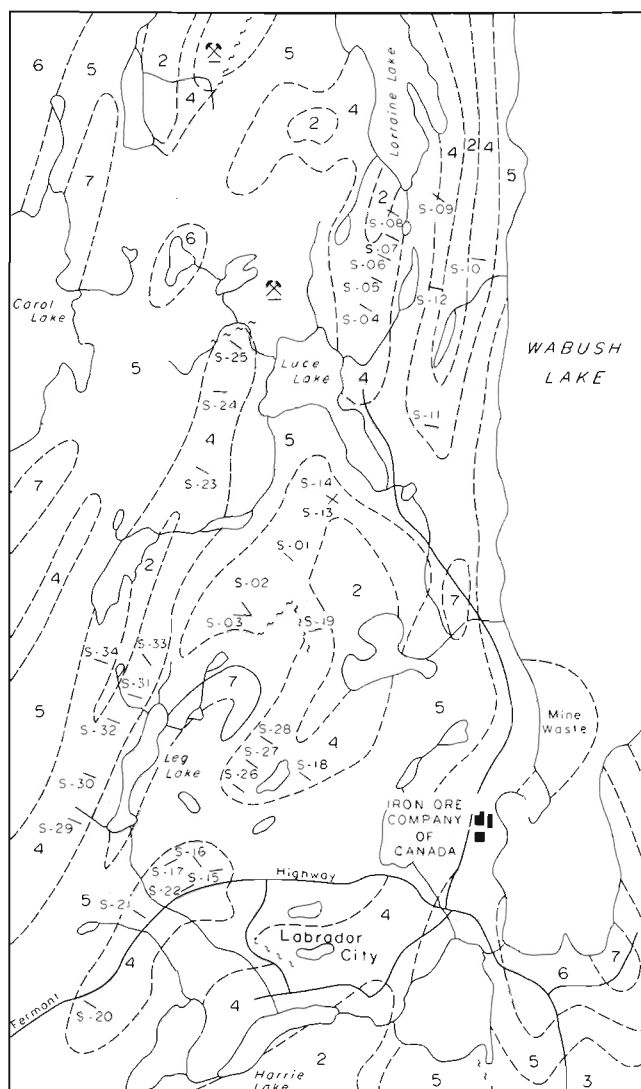 6
5
2
5
4
2
4
Lorraine Lake
4
2
4
5
7
2
S-09
S-08
S-07
6
S-06
S-10
S-05
S-12
Carol
Lake
S-04
WABUSH
LAKE
S-25
Luce
Lake
5
4
S-24
S-11
4
5
7
S-23
S-14
S-13
4
2
S-01
S-02
2
7
S-03
S-19
S-34
S-33
S-31
7
5
S-32
S-28
4
5
Mine
Waste
Leg
Lake
S-27
S-18
S-26
S-30
IRON ORE
COMPANY
OF
CANADA
S-29
4
S-16
S-17
S-15
Highway
S-22
5
S-21
4
Labrador
City
4
6
7
Fermont
S-20
4
2
Harrie
Lake
5
5
3